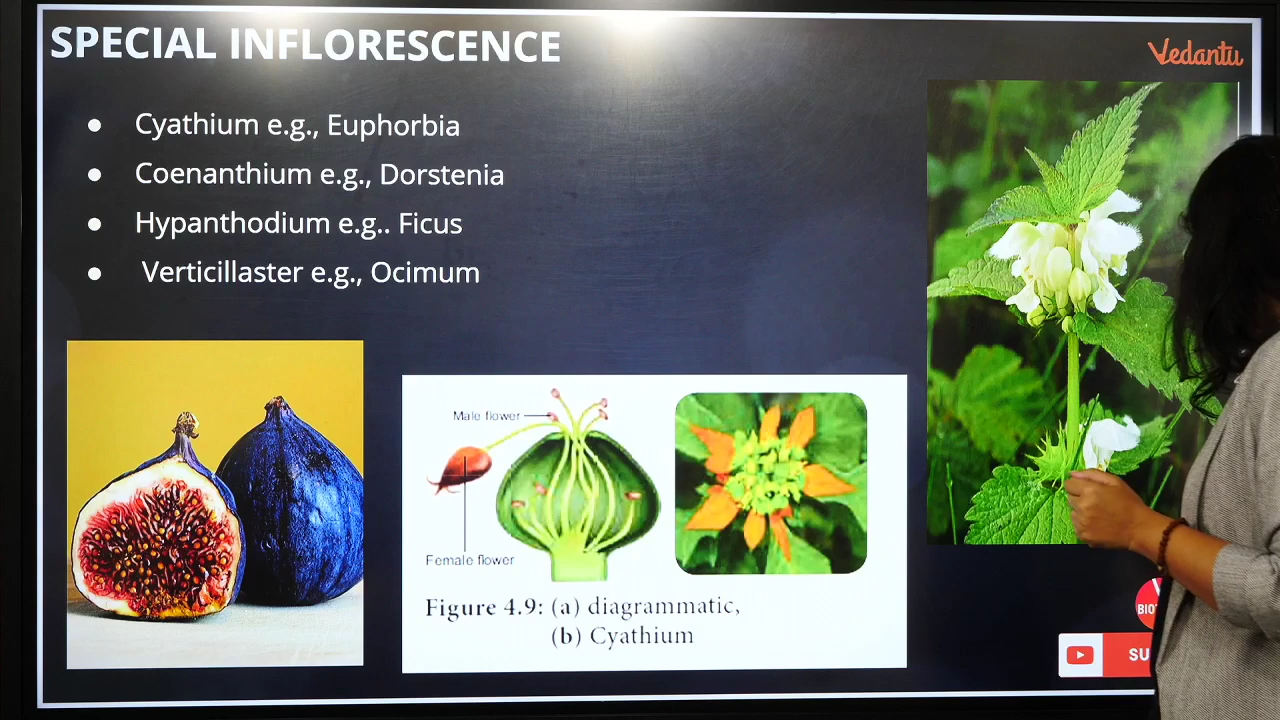 SPECIAL INFLORESCENCE
Vedantu
● Cyathium e.g., Euphorbia
● Coenanthium e.g., Dorstenia
● Hypanthodium e.g.. Ficus
● Verticillaster e.g., Ocimum
Male flower
Female flower
Figure 4.9: (a) diagrammatic,
(b) Cyathium